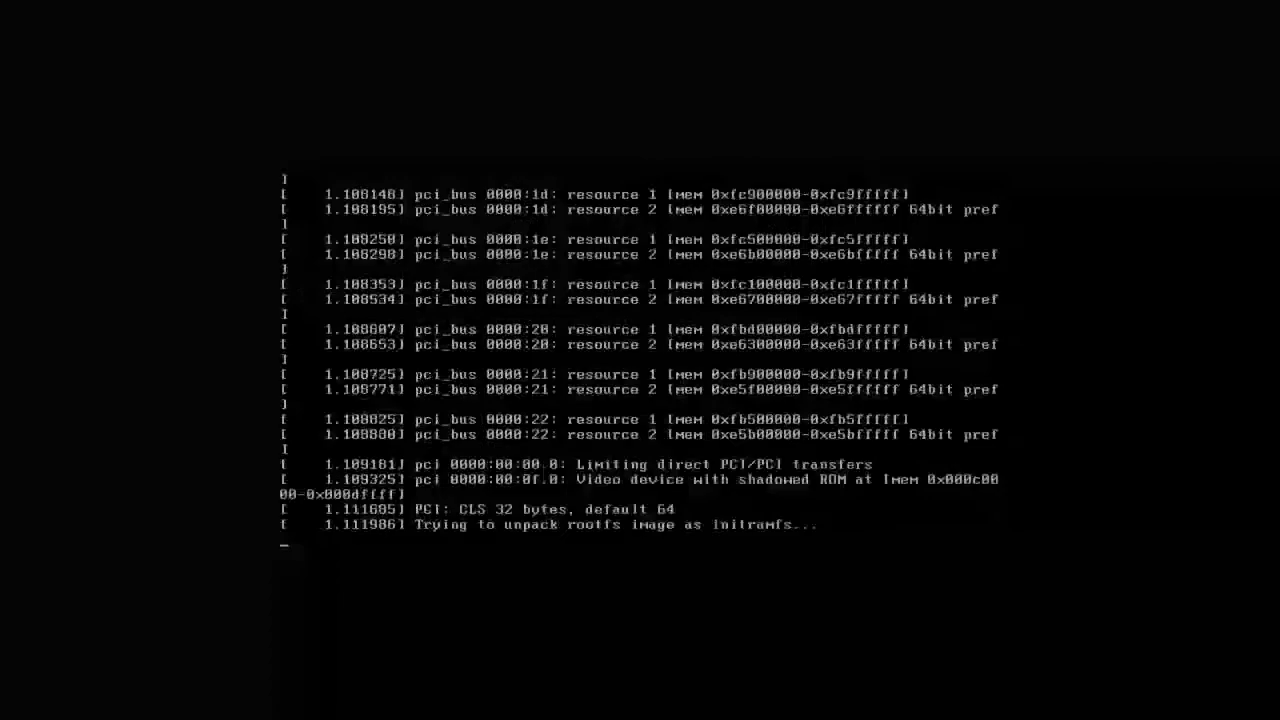 ]
[    1.108148] pci_bus 0000:1d: resource 1 [mem 0xfc900000-0xfc9fffff]
[    1.108195] pci_bus 0000:1d: resource 2 [mem 0xe6f00000-0xe6ffffff 64bit pref
]
[    1.108250] pci_bus 0000:1e: resource 1 [mem 0xfc500000-0xfc5fffff]
[    1.108298] pci_bus 0000:1e: resource 2 [mem 0xe6b00000-0xe6bfffff 64bit pref
]
[    1.108353] pci_bus 0000:1f: resource 1 [mem 0xfc100000-0xfc1fffff]
[    1.108534] pci_bus 0000:1f: resource 2 [mem 0xe6700000-0xe67fffff 64bit pref
]
[    1.108607] pci_bus 0000:20: resource 1 [mem 0xfbd00000-0xfbdfffff]
[    1.108653] pci_bus 0000:20: resource 2 [mem 0xe6300000-0xe63fffff 64bit pref
]
[    1.108725] pci_bus 0000:21: resource 1 [mem 0xfb900000-0xfb9fffff]
[    1.108771] pci_bus 0000:21: resource 2 [mem 0xe5f00000-0xe5ffffff 64bit pref
]
[    1.108825] pci_bus 0000:22: resource 1 [mem 0xfb500000-0xfb5fffff]
[    1.108880] pci_bus 0000:22: resource 2 [mem 0xe5b00000-0xe5bfffff 64bit pref
]
[    1.109181] pci 0000:00:00.0: Limiting direct PCI/PCI transfers
[    1.109325] pci 0000:00:0f.0: Video device with shadowed ROM at [mem 0x000c00
00-0x000dffff]
[    1.111605] PCI: CLS 32 bytes, default 64
[    1.111986] Trying to unpack rootfs image as initramfs...
_